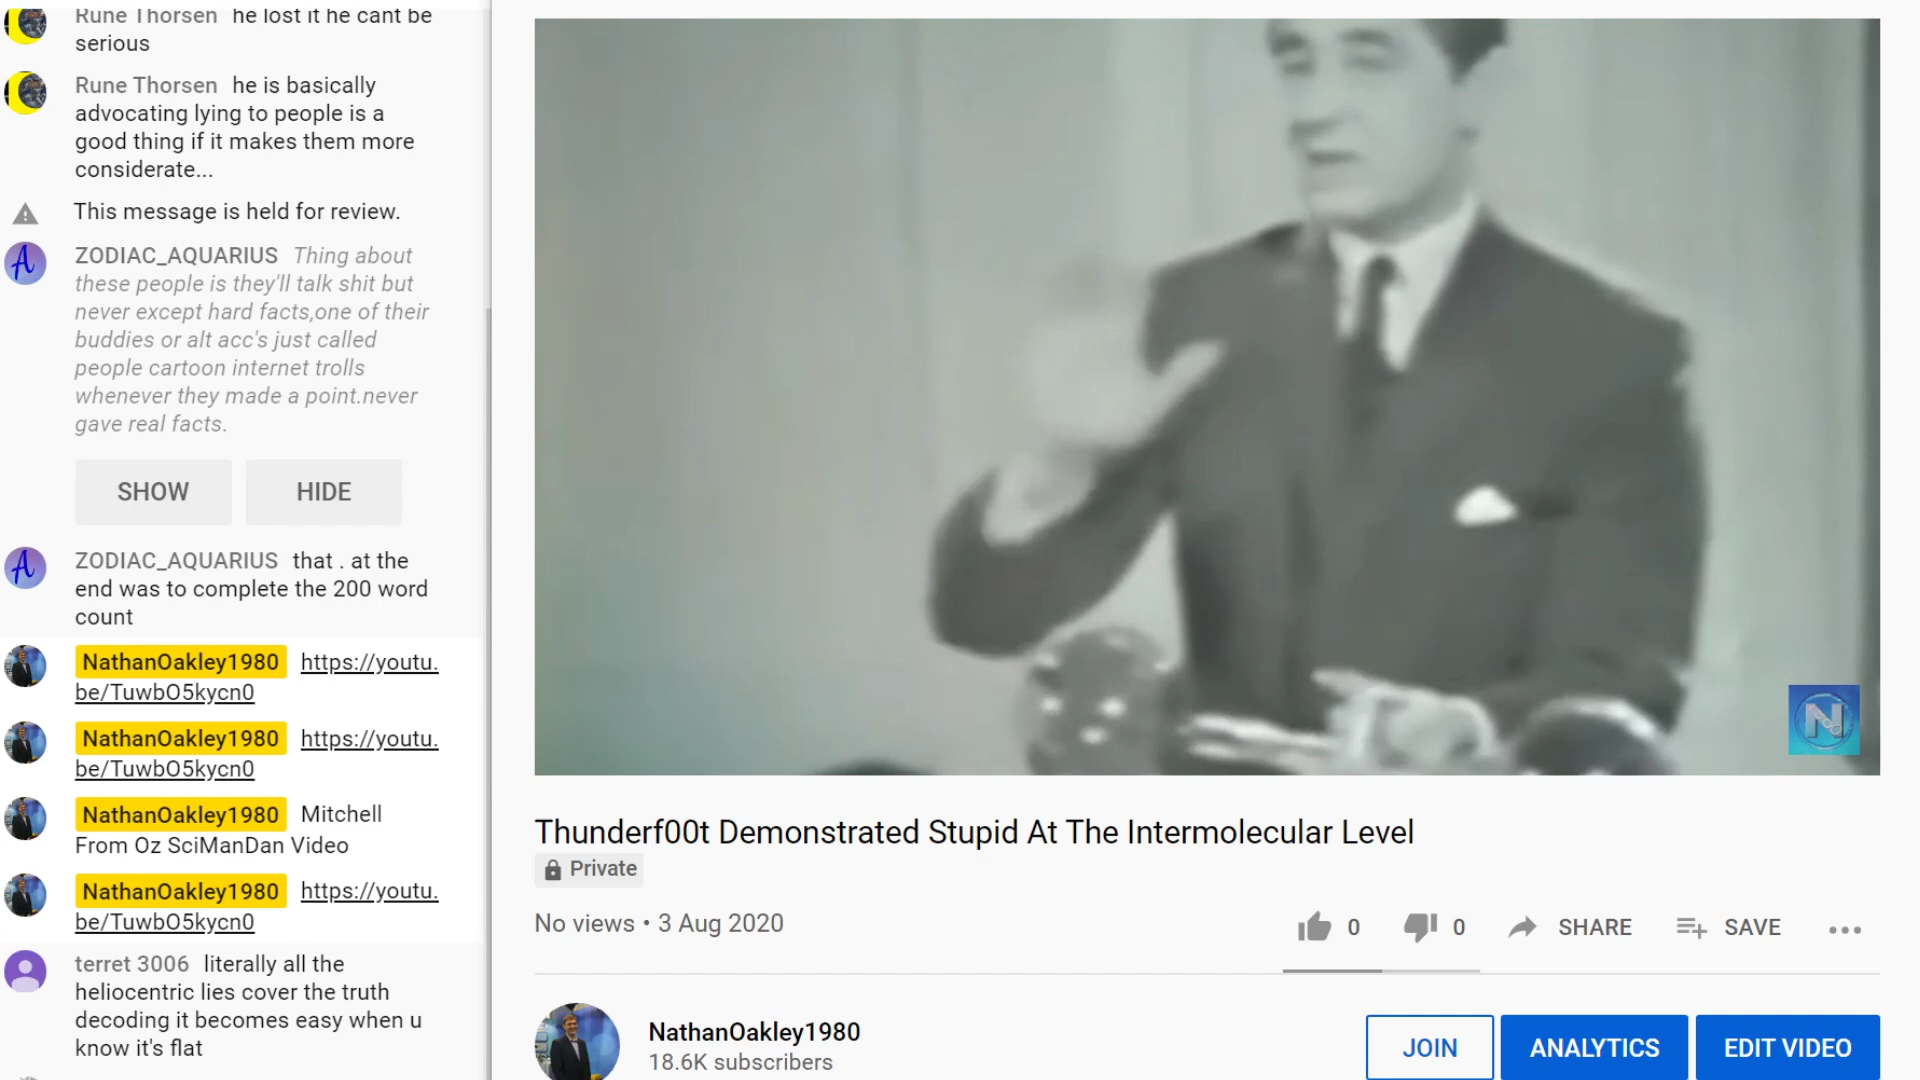 Rune Thorsen he lost it he cant be
serious
Rune Thorsen he is basically
advocating lying to people is a
good thing if it makes them more
considerate...
This message is held for review.
ZODIAC_AQUARIUS Thing about
these people is they'll talk shit but
never except hard facts,one of their
buddies or alt acc's just called
people cartoon internet trolls
whenever they made a point.never
gave real facts.
SHOW HIDE
ZODIAC_AQUARIUS that . at the
end was to complete the 200 word
count
NathanOakley1980 https://youtu.
be/TuwbO5kycn0
NathanOakley1980 https://youtu.
be/TuwbO5kycn0
NathanOakley1980 Mitchell
From Oz SciManDan Video
NathanOakley1980 https://youtu.
be/TuwbO5kycn0
terret 3006 literally all the
heliocentric lies cover the truth
decoding it becomes easy when u
know it's flat
Thunderf00t Demonstrated Stupid At The Intermolecular Level
Private
No views • 3 Aug 2020
0 0 SHARE SAVE
NathanOakley1980
18.6K subscribers
JOIN ANALYTICS EDIT VIDEO